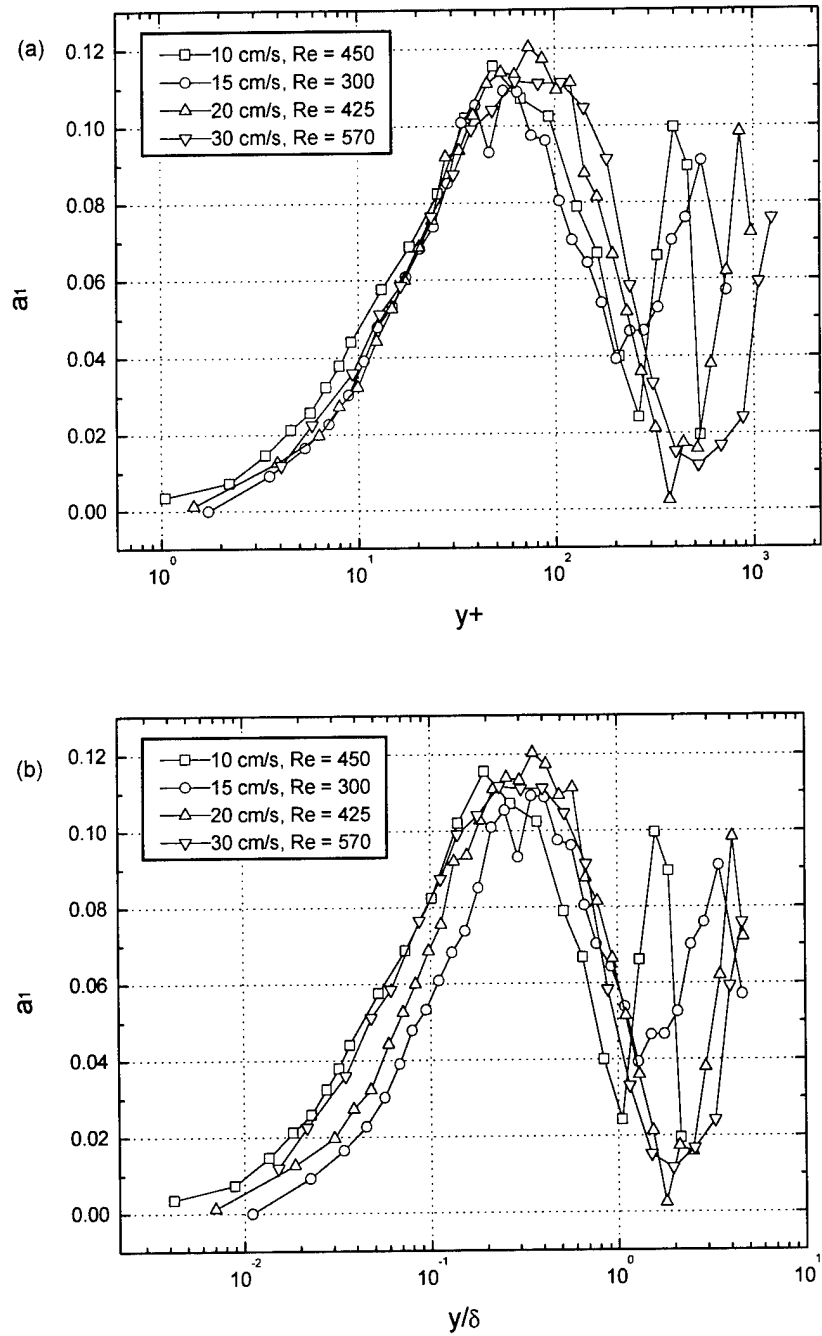 (a)
10 cm/s, Re = 450
15 cm/s, Re = 300
20 cm/s, Re = 425
30 cm/s, Re = 570
0.12
0.10
0.08
0.06
0.04
0.02
0.00
a1
10^0
10^1
10^2
10^3
y+
(b)
10 cm/s, Re = 450
15 cm/s, Re = 300
20 cm/s, Re = 425
30 cm/s, Re = 570
0.12
0.10
0.08
0.06
0.04
0.02
0.00
a1
10^-2
10^-1
10^0
10^1
y/δ